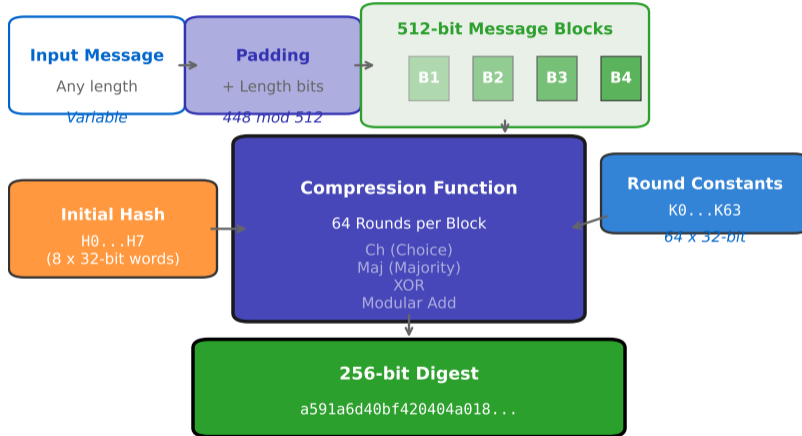 Input Message
Any length
Variable
Padding
+ Length bits
448 mod 512
512-bit Message Blocks
B1 B2 B3 B4
Initial Hash
H0...H7
(8 x 32-bit words)
Compression Function
64 Rounds per Block
Ch (Choice)
Maj (Majority)
XOR
Modular Add
Round Constants
K0...K63
64 x 32-bit
256-bit Digest
a591a6d40bf420404a018...